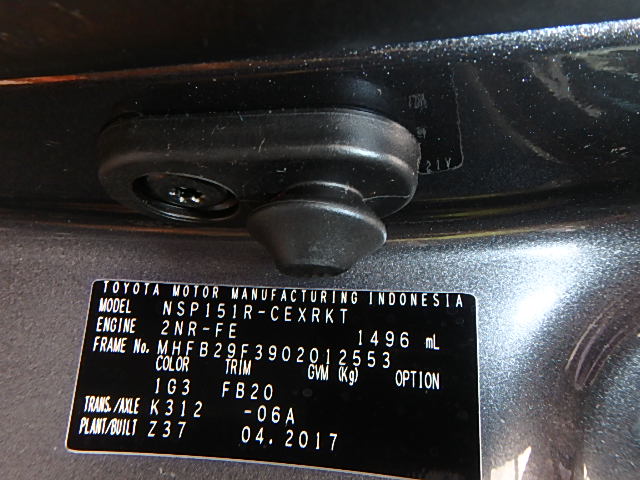 21V
TOYOTA MOTOR MANUFACTURING INDONESIA
MODEL NSP151R-CEXRKT
ENGINE 2NR-FE 1496 mL
FRAME No. MHFB29F3902012553
COLOR TRIM GVM (Kg) OPTION
1G3 FB20
TRANS./AXLE K312 -06A
PLANT/BUILT Z37 04.2017